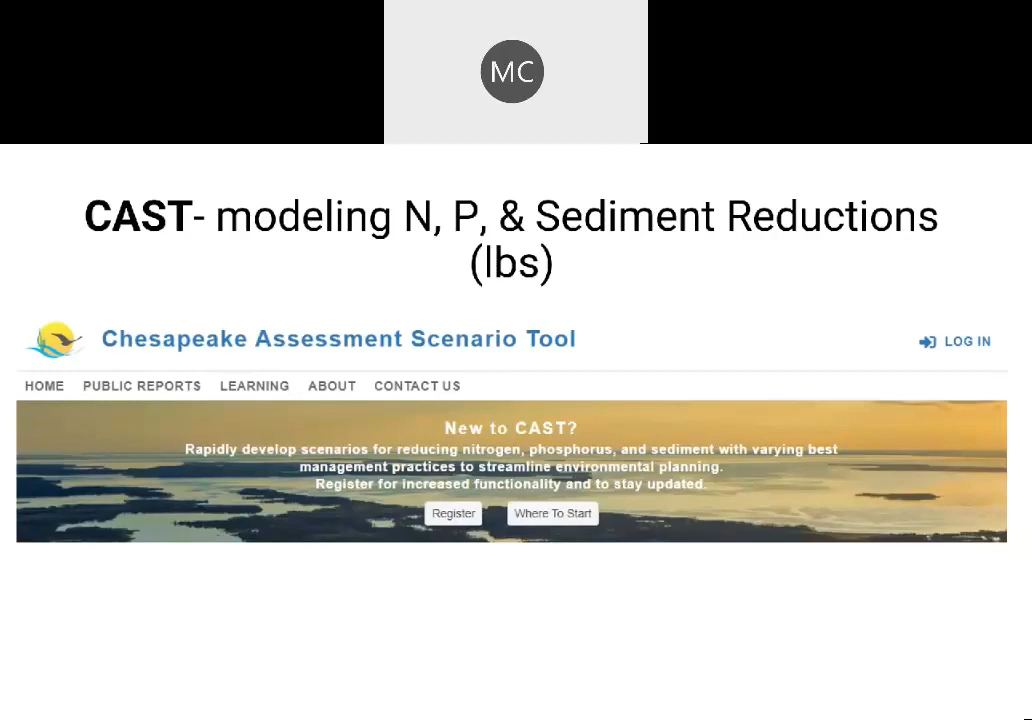 MC
CAST- modeling N, P, & Sediment Reductions
(lbs)
Chesapeake Assessment Scenario Tool
LOG IN
HOME PUBLIC REPORTS LEARNING ABOUT CONTACT US
New to CAST?
Rapidly develop scenarios for reducing nitrogen, phosphorus, and sediment with varying best
management practices to streamline environmental planning.
Register for increased functionality and to stay updated.
Register Where To Start